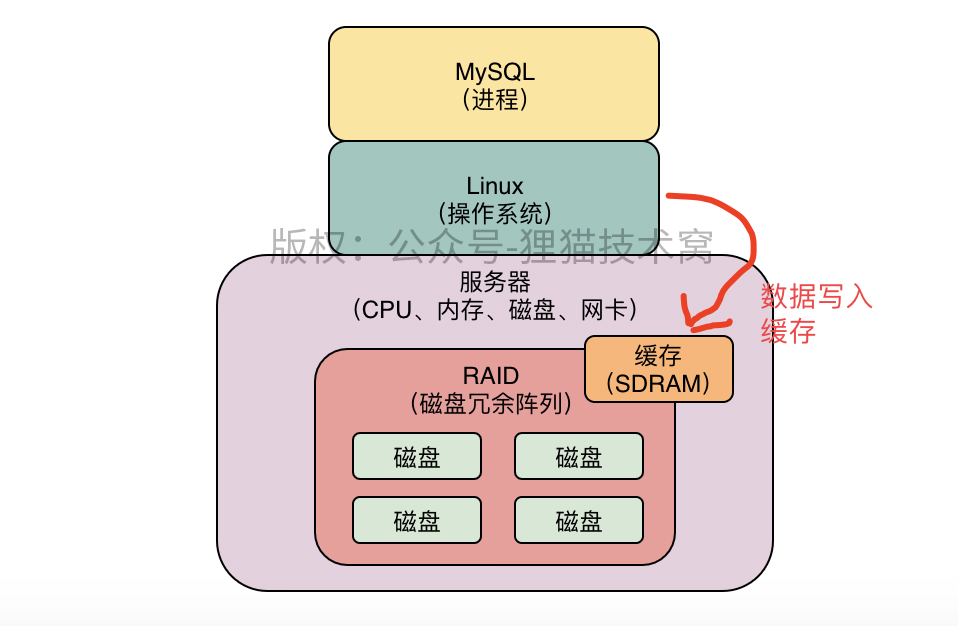 MySQL
（进程）
Linux
（操作系统）
版权：公众号-狸猫技术窝
服务器
（CPU、内存、磁盘、网卡）
数据写入
缓存
缓存
（SDRAM）
RAID
（磁盘冗余阵列）
磁盘
磁盘
磁盘
磁盘